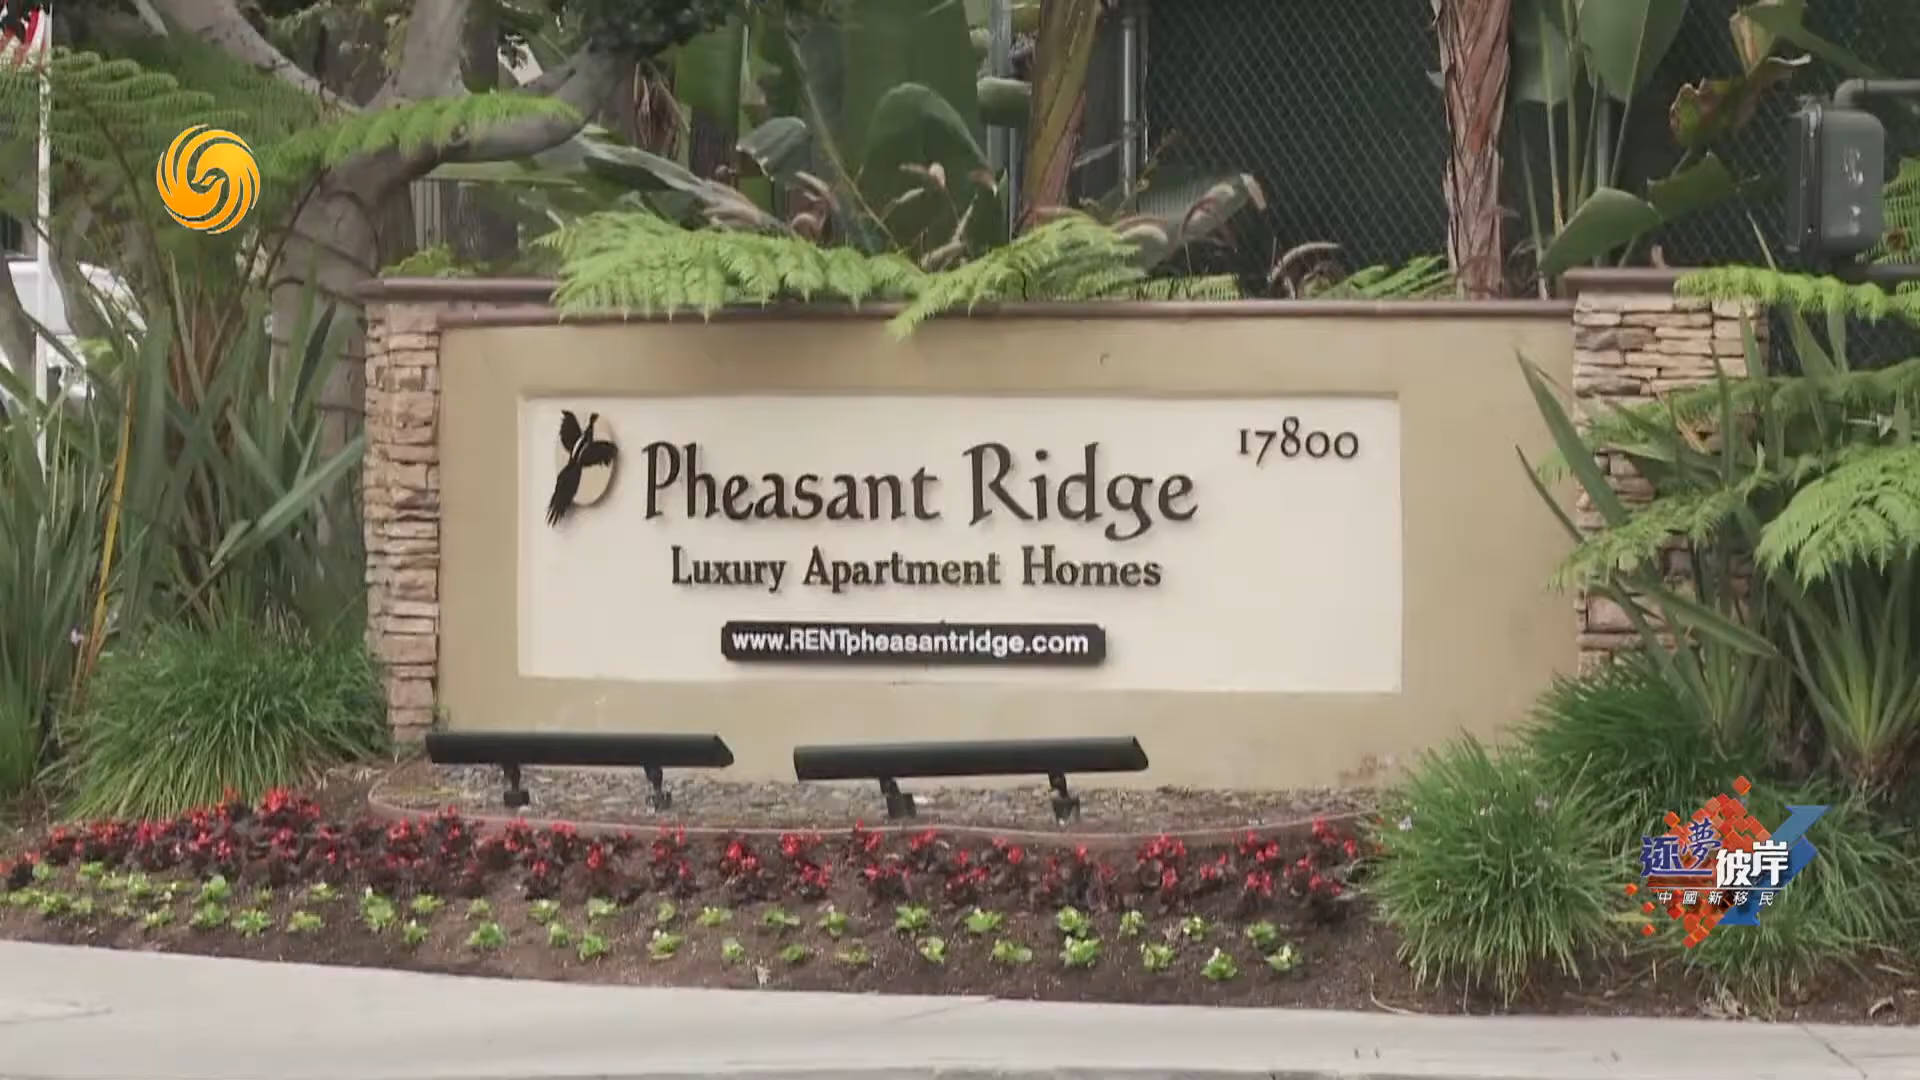 17800
Pheasant Ridge
Luxury Apartment Homes
www.RENTpheasantridge.com
逐夢彼岸
中國新移民